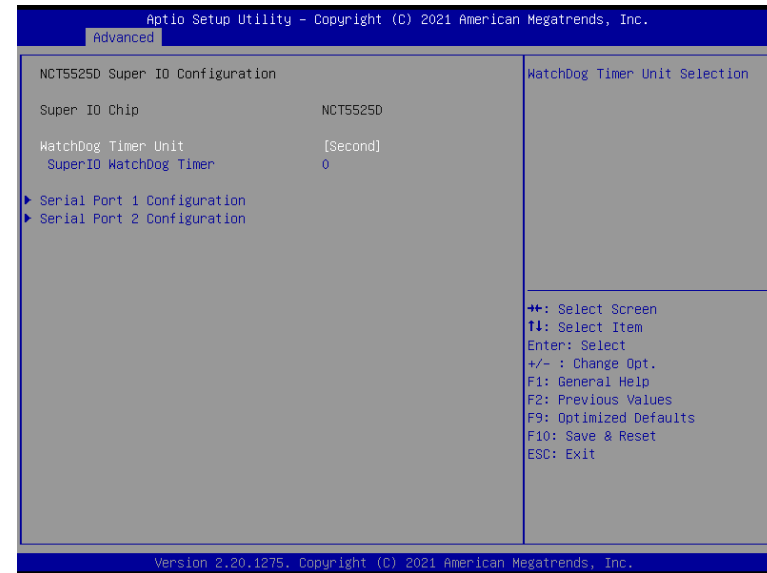 Aptio Setup Utility – Copyright (C) 2021 American Megatrends, Inc.
Advanced
NCT5525D Super IO Configuration
Super IO Chip NCT5525D
WatchDog Timer Unit [Second]
SuperIO WatchDog Timer 0
Serial Port 1 Configuration
Serial Port 2 Configuration
WatchDog Timer Unit Selection
→←: Select Screen
↑↓: Select Item
Enter: Select
+/- : Change Opt.
F1: General Help
F2: Previous Values
F9: Optimized Defaults
F10: Save & Reset
ESC: Exit
Version 2.20.1275. Copyright (C) 2021 American Megatrends, Inc.